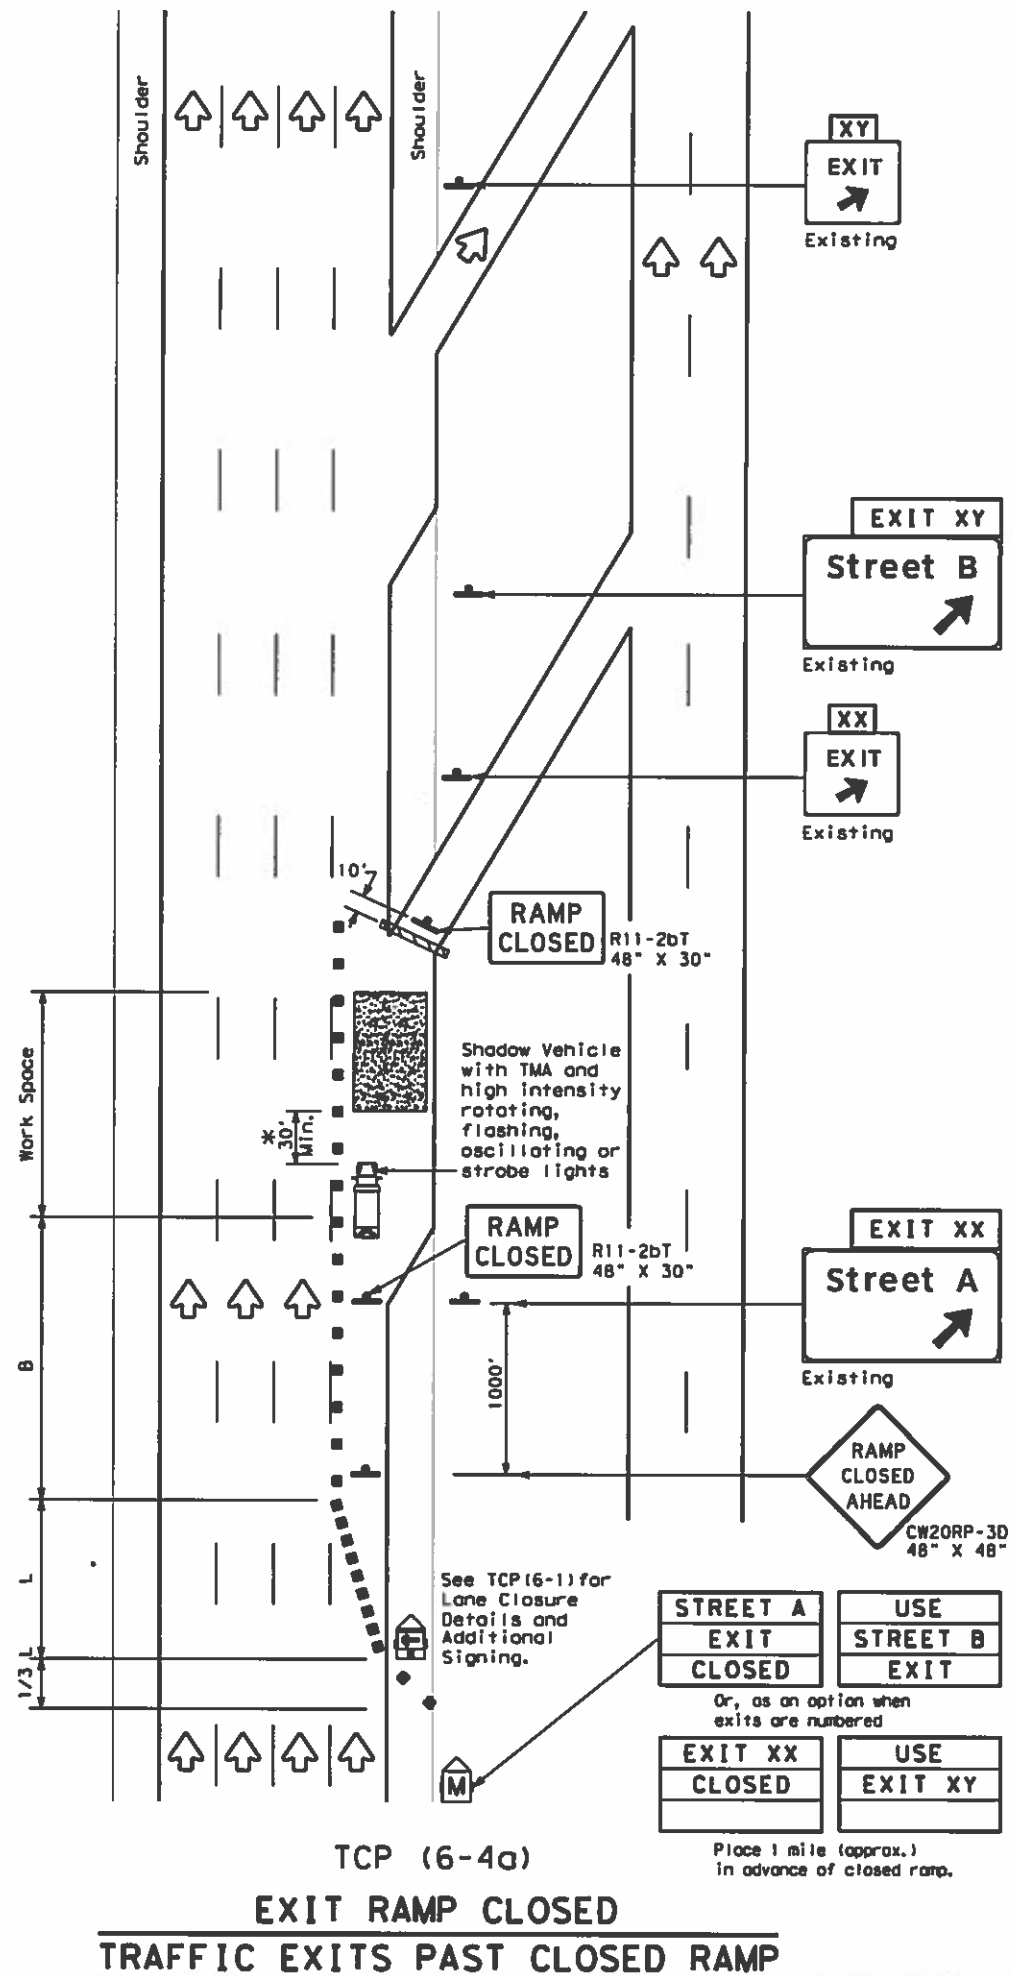 Shoulder
Shoulder
XY
EXIT
Existing
EXIT XY
Street B
Existing
XX
EXIT
Existing
10'
RAMP
CLOSED
R11-2bT
48" X 30"
Work Space
*
30'
Min.
Shadow Vehicle
with TMA and
high intensity
rotating,
flashing,
oscillating or
strobe lights
RAMP
CLOSED
R11-2bT
48" X 30"
EXIT XX
Street A
Existing
B
1000'
RAMP
CLOSED
AHEAD
CW20RP-3D
48" X 48"
L
1/3 L
See TCP(6-1)for
Lane Closure
Details and
Additional
Signing.
STREET A
EXIT
CLOSED
USE
STREET B
EXIT
Or, as an option when
exits are numbered
M
EXIT XX
CLOSED
USE
EXIT XY
Place 1 mile (approx.)
in advance of closed ramp.
TCP (6-4a)
EXIT RAMP CLOSED
TRAFFIC EXITS PAST CLOSED RAMP